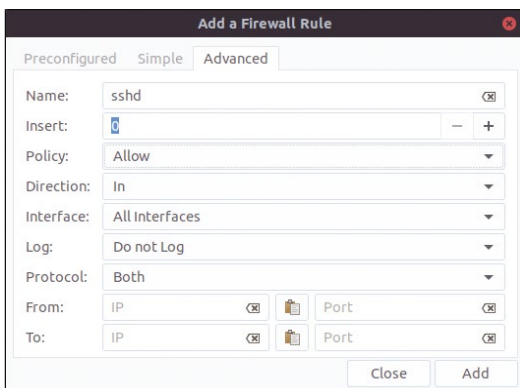 Add a Firewall Rule
Preconfigured Simple Advanced
Name: sshd
Insert: 0
Policy: Allow
Direction: In
Interface: All Interfaces
Log: Do not Log
Protocol: Both
From: IP Port
To: IP Port
Close Add